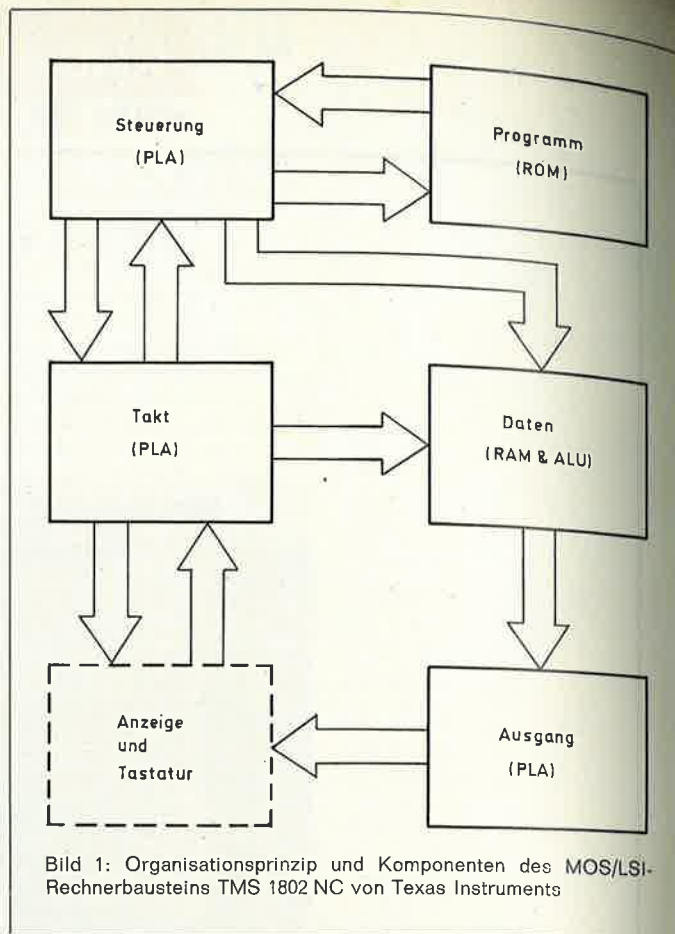 Steuerung
(PLA)
Programm
(ROM)
Takt
(PLA)
Daten
(RAM & ALU)
Anzeige
und
Tastatur
Ausgang
(PLA)
Bild 1: Organisationsprinzip und Komponenten des MOS/LSI-
Rechnerbausteins TMS 1802 NC von Texas Instruments